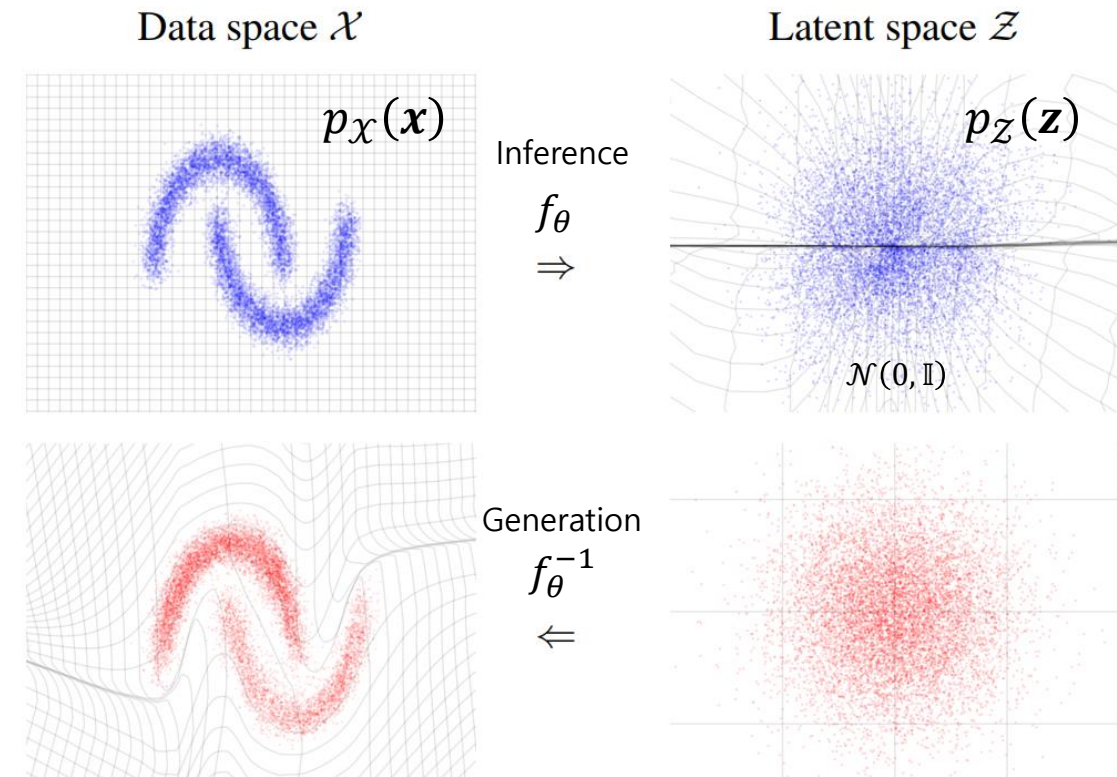 Data space 𝒳
Latent space 𝒵
p_𝒳(𝒙)
Inference
f_θ
⇒
p_𝒵(𝒛)
𝒩(0, 𝕀)
Generation
f_θ^{−1}
⇐